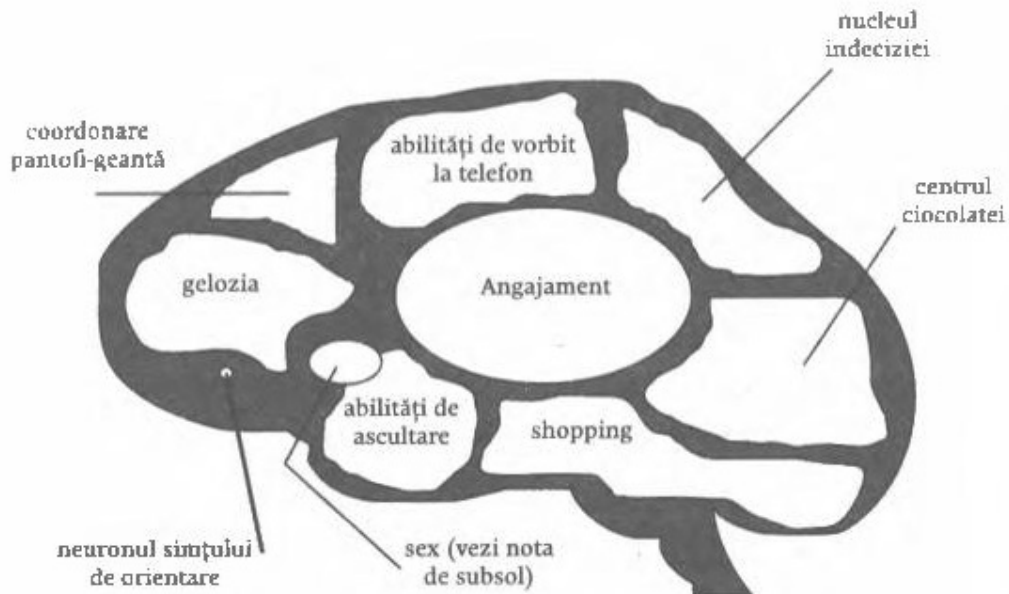 nucleul
indeciziei
coordonare
pantofi-geantă
abilități de vorbit
la telefon
centrul
ciocolatei
gelozia
Angajament
abilități de
ascultare
shopping
neuronul simțului
de orientare
sex (vezi nota
de subsol)